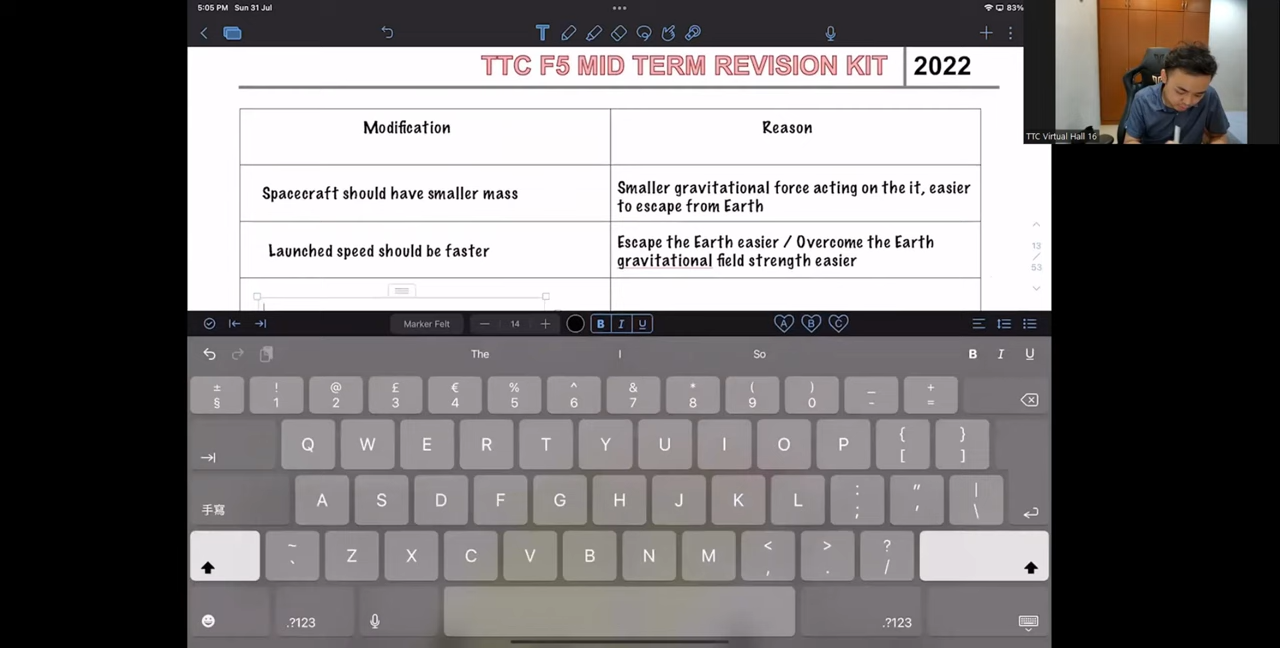 5:05 PM Sun 31 Jul
83%
TTC F5 MID TERM REVISION KIT 2022
TTC Virtual Hall 16
Modification Reason
Spacecraft should have smaller mass
Smaller gravitational force acting on the it, easier
to escape from Earth
Launched speed should be faster
Escape the Earth easier / Overcome the Earth
gravitational field strength easier
13
/
53
Marker Felt — 14 + B I U A B C
The I So B I U
± ! @ £ € % ^ & * ( ) _ +
§ 1 2 3 4 5 6 7 8 9 0 - =
Q W E R T Y U I O P { [ } ]
手寫 A S D F G H J K L : ; " ' | \
~ ` Z X C V B N M < , > . ? /
.?123 .?123